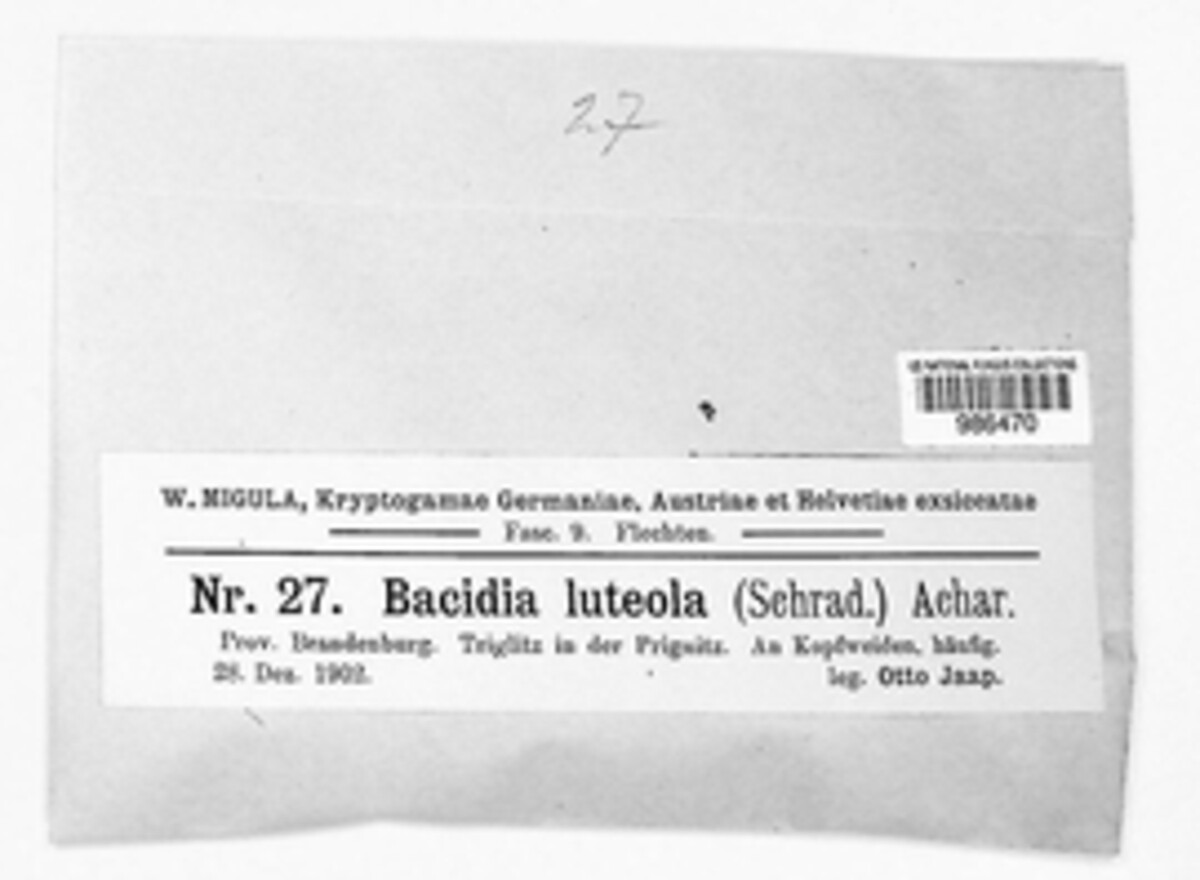 27
US NATIONAL FUNGUS COLLECTIONS
986470
W. MIGULA, Kryptogamae Germaniae, Austriae et Helvetiae exsiccatae
Fasc. 9. Flechten.
Nr. 27. Bacidia luteola (Schrad.) Achar.
Prov. Brandenburg. Triglitz in der Prignitz. An Kopfweiden, häufig.
28. Dez. 1902. leg. Otto Jaap.